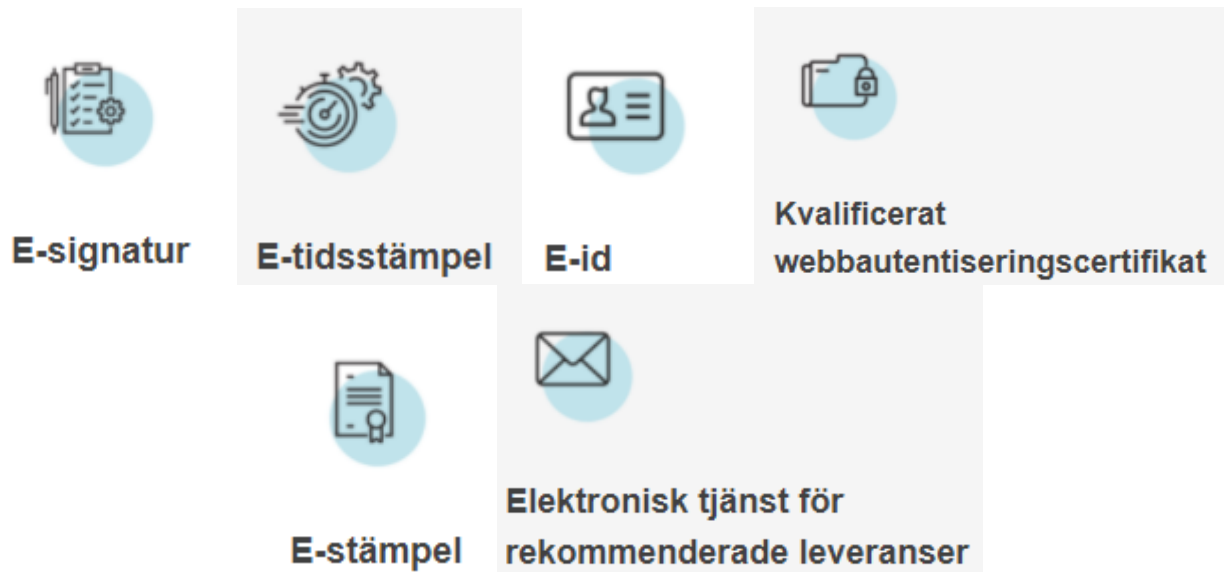 E-signatur
E-tidsstämpel
E-id
Kvalificerat
webbautentiseringscertifikat
E-stämpel
Elektronisk tjänst för
rekommenderade leveranser